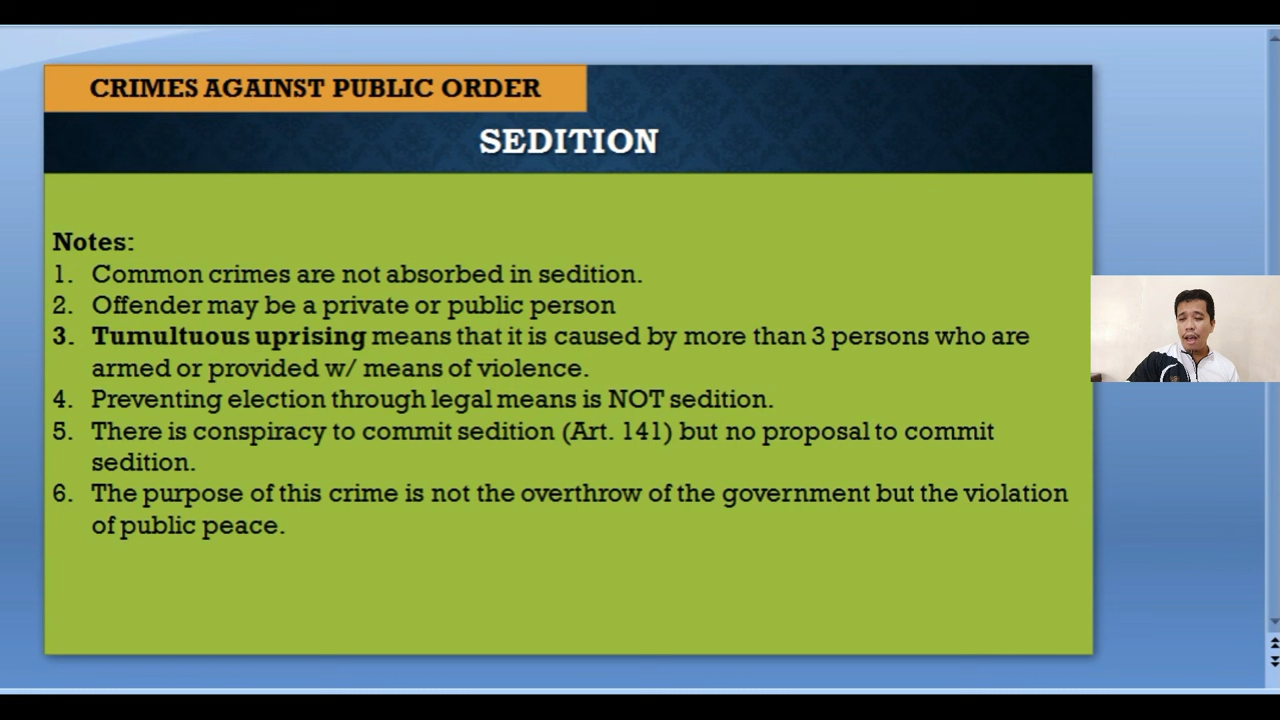 CRIMES AGAINST PUBLIC ORDER
SEDITION
Notes:
1. Common crimes are not absorbed in sedition.
2. Offender may be a private or public person
3. Tumultuous uprising means that it is caused by more than 3 persons who are
armed or provided w/ means of violence.
4. Preventing election through legal means is NOT sedition.
5. There is conspiracy to commit sedition (Art. 141) but no proposal to commit
sedition.
6. The purpose of this crime is not the overthrow of the government but the violation
of public peace.